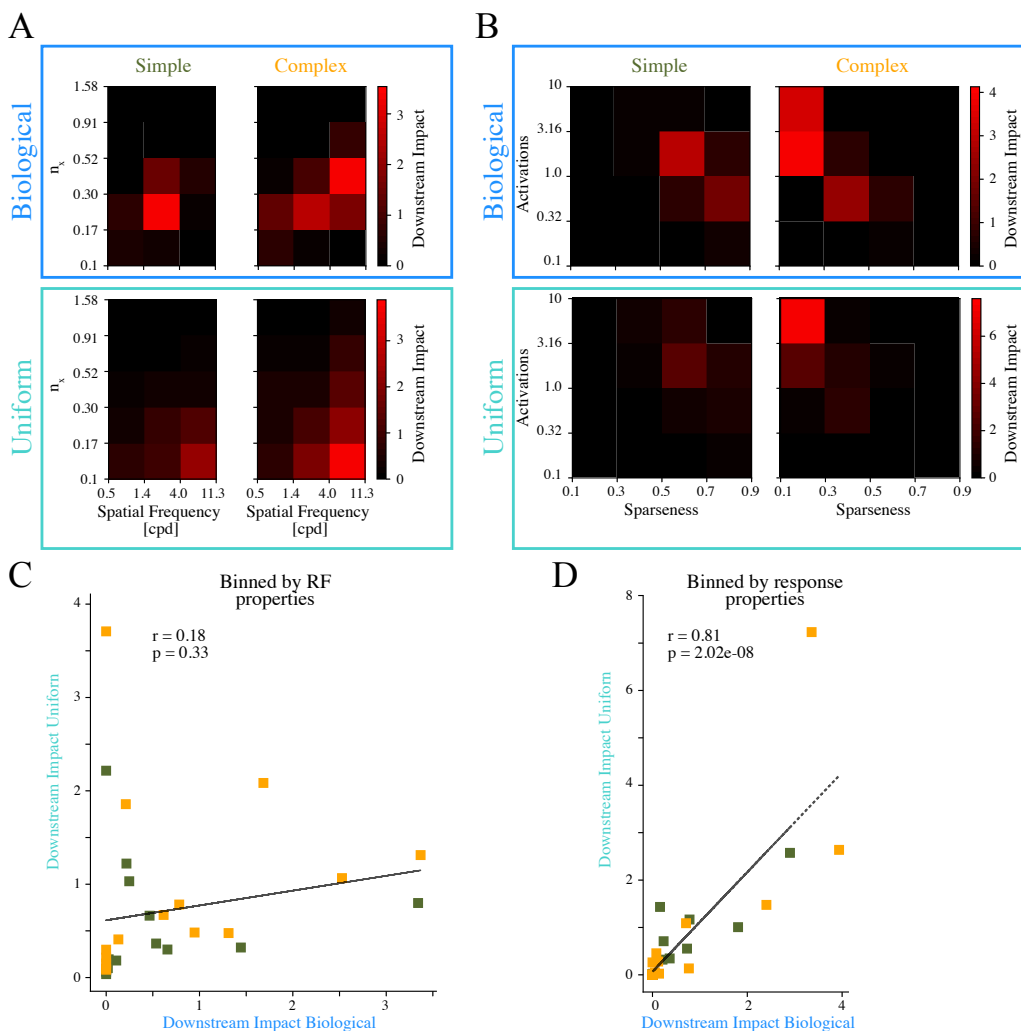 A
B
Biological
Simple
Complex
1.58
0.91
0.52
0.30
0.17
0.1
n_x
3
2
1
0
Downstream Impact
Biological
Simple
Complex
10
3.16
1.0
0.32
0.1
Activations
4
3
2
1
0
Downstream Impact
Uniform
1.58
0.91
0.52
0.30
0.17
0.1
n_x
0.5
1.4
4.0
11.3
0.5
1.4
4.0
11.3
Spatial Frequency
[cpd]
Spatial Frequency
[cpd]
3
2
1
0
Downstream Impact
Uniform
10
3.16
1.0
0.32
0.1
Activations
0.1
0.3
0.5
0.7
0.9
0.1
0.3
0.5
0.7
0.9
Sparseness
Sparseness
6
4
2
0
Downstream Impact
C
Binned by RF
properties
r = 0.18
p = 0.33
4
3
2
1
0
Downstream Impact Uniforn
0
1
2
3
Downstream Impact Biological
D
Binned by response
properties
r = 0.81
p = 2.02e-08
8
6
4
2
0
Downstream Impact Uniform
0
2
4
Downstream Impact Biological